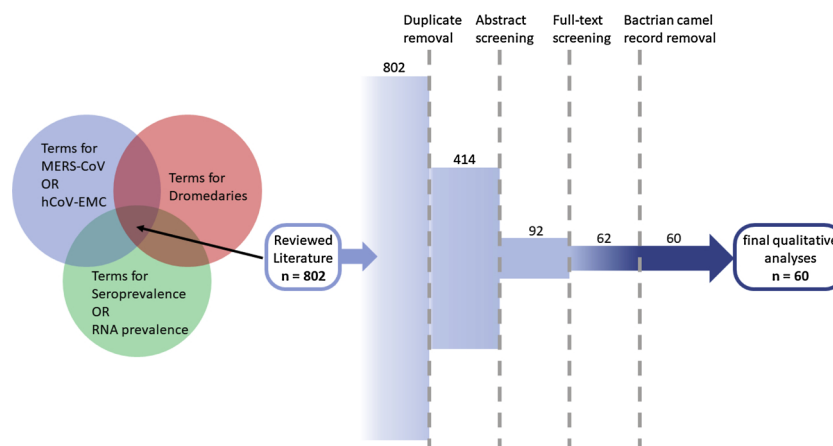 Duplicate
removal
Abstract
screening
Full-text
screening
Bactrian camel
record removal
802
414
92
62
60
Terms for
MERS-CoV
OR
hCoV-EMC
Terms for
Dromedaries
Terms for
Seroprevalence
OR
RNA prevalence
Reviewed
Literature
n = 802
final qualitative
analyses
n = 60